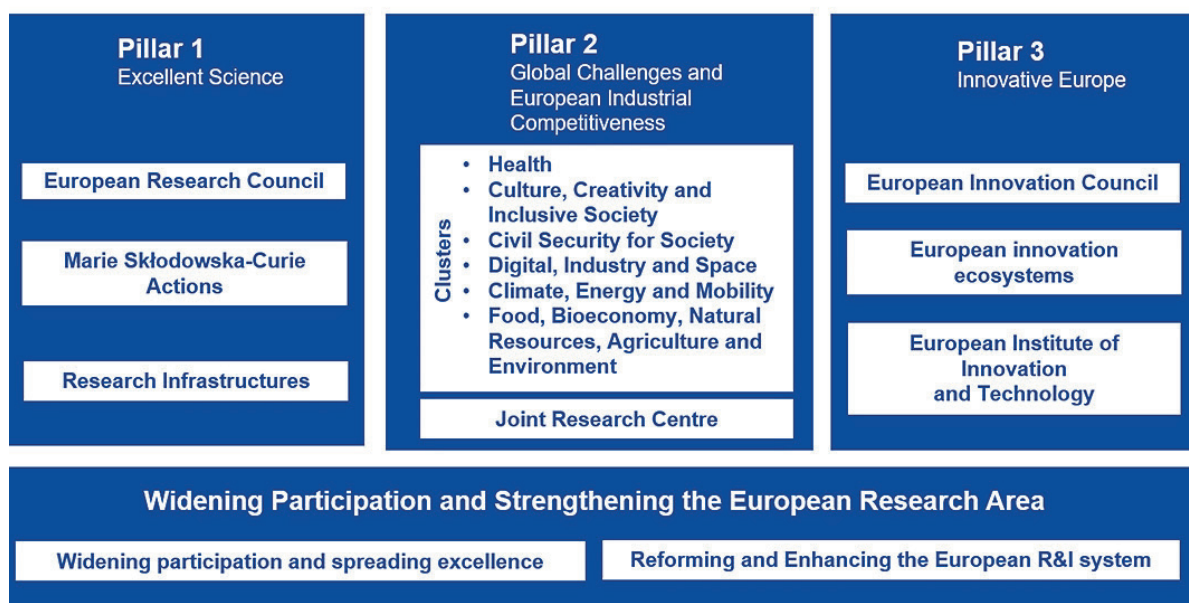 Pillar 1
Excellent Science
European Research Council
Marie Skłodowska-Curie
Actions
Research Infrastructures
Pillar 2
Global Challenges and
European Industrial
Competitiveness
Clusters
• Health
• Culture, Creativity and
Inclusive Society
• Civil Security for Society
• Digital, Industry and Space
• Climate, Energy and Mobility
• Food, Bioeconomy, Natural
Resources, Agriculture and
Environment
Joint Research Centre
Pillar 3
Innovative Europe
European Innovation Council
European innovation
ecosystems
European Institute of
Innovation
and Technology
Widening Participation and Strengthening the European Research Area
Widening participation and spreading excellence
Reforming and Enhancing the European R&I system